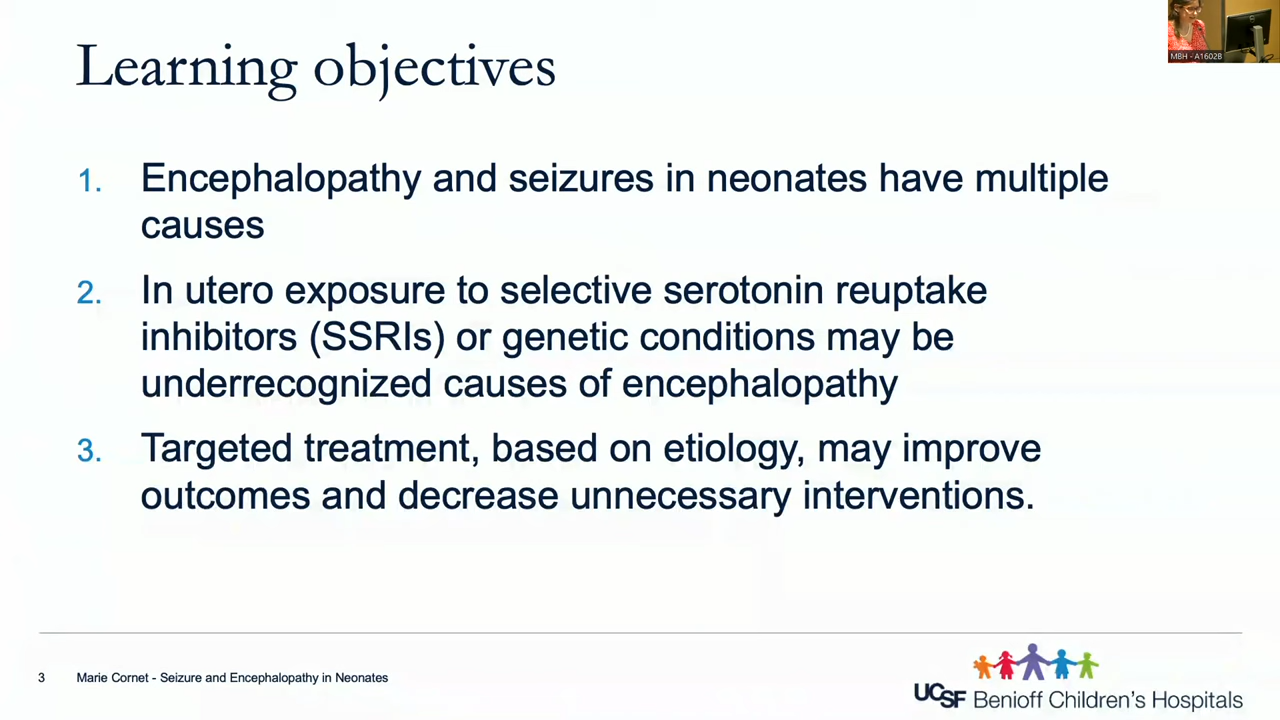 MBH - A1602B
Learning objectives
1. Encephalopathy and seizures in neonates have multiple
causes
2. In utero exposure to selective serotonin reuptake
inhibitors (SSRIs) or genetic conditions may be
underrecognized causes of encephalopathy
3. Targeted treatment, based on etiology, may improve
outcomes and decrease unnecessary interventions.
3 Marie Cornet - Seizure and Encephalopathy in Neonates
UCSF Benioff Children's Hospitals